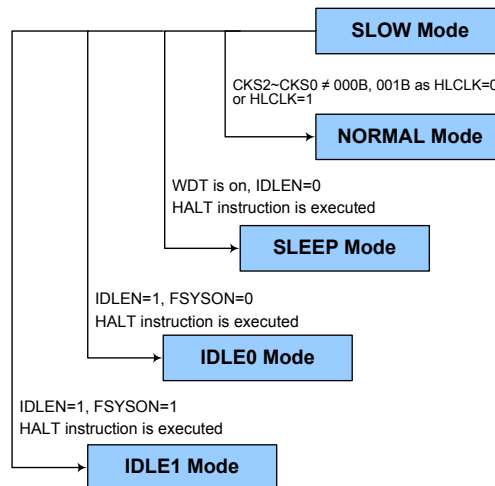 SLOW Mode
CKS2~CKS0 ≠ 000B, 001B as HLCLK=0
or HLCLK=1
NORMAL Mode
WDT is on, IDLEN=0
HALT instruction is executed
SLEEP Mode
IDLEN=1, FSYSON=0
HALT instruction is executed
IDLE0 Mode
IDLEN=1, FSYSON=1
HALT instruction is executed
IDLE1 Mode